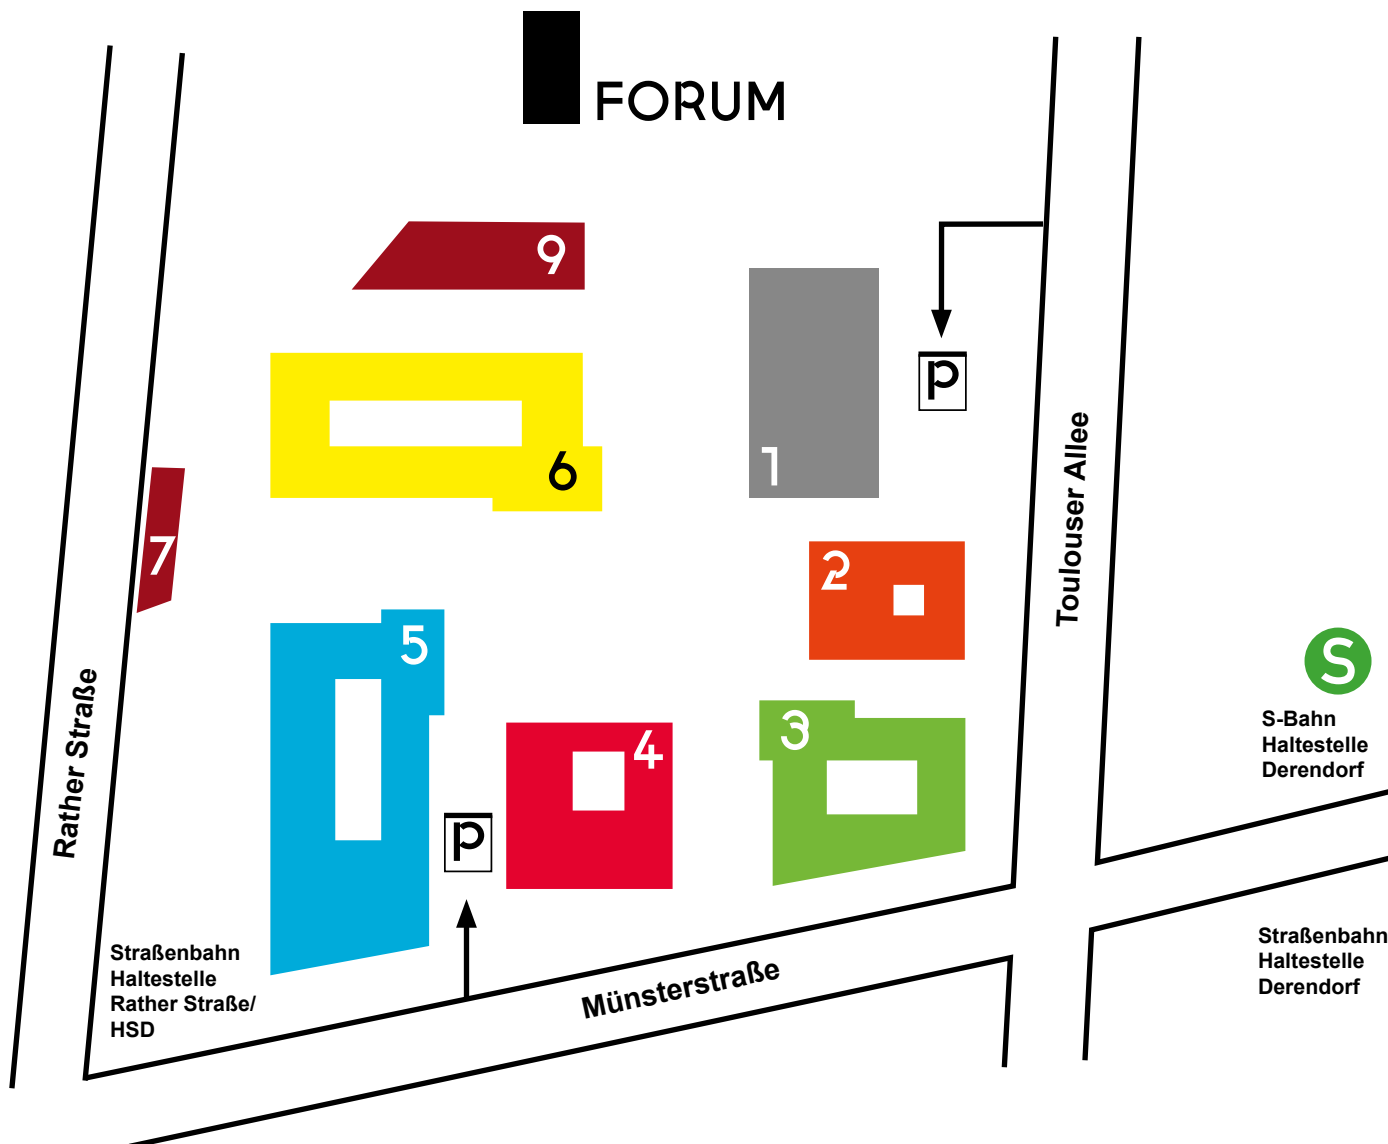 FORUM
9
P
6
1
Toulouser Allee
7
2
5
S
Rather Straße
3
4
S-Bahn
Haltestelle
Derendorf
P
Straßenbahn
Haltestelle
Rather Straße/
HSD
Münsterstraße
Straßenbahn
Haltestelle
Derendorf